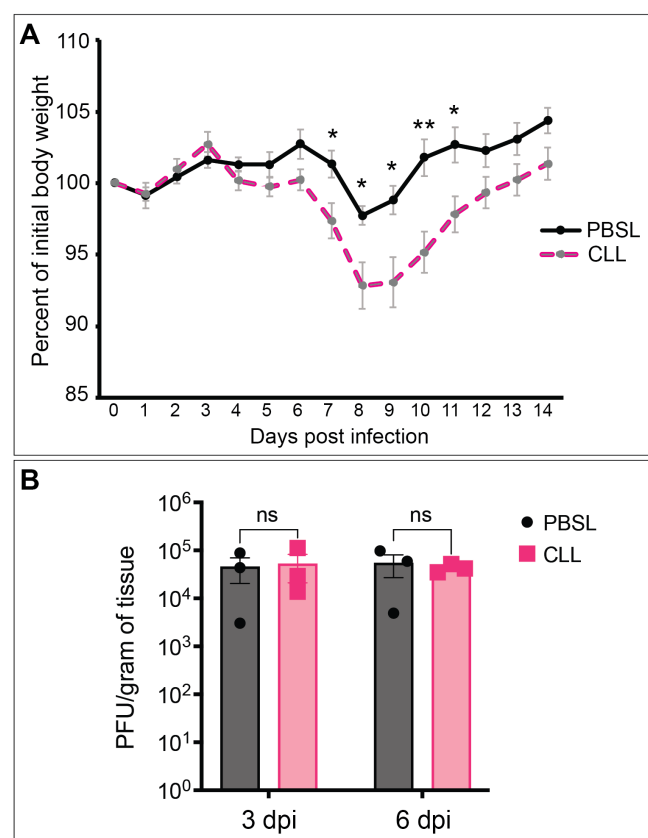 A
Percent of initial body weight
110
105
100
95
90
85
* * * ** *
PBSL
CLL
0 1 2 3 4 5 6 7 8 9 10 11 12 13 14
Days post infection
B
PFU/gram of tissue
10⁶
10⁵
10⁴
10³
10²
10¹
10⁰
ns ns
PBSL
CLL
3 dpi 6 dpi